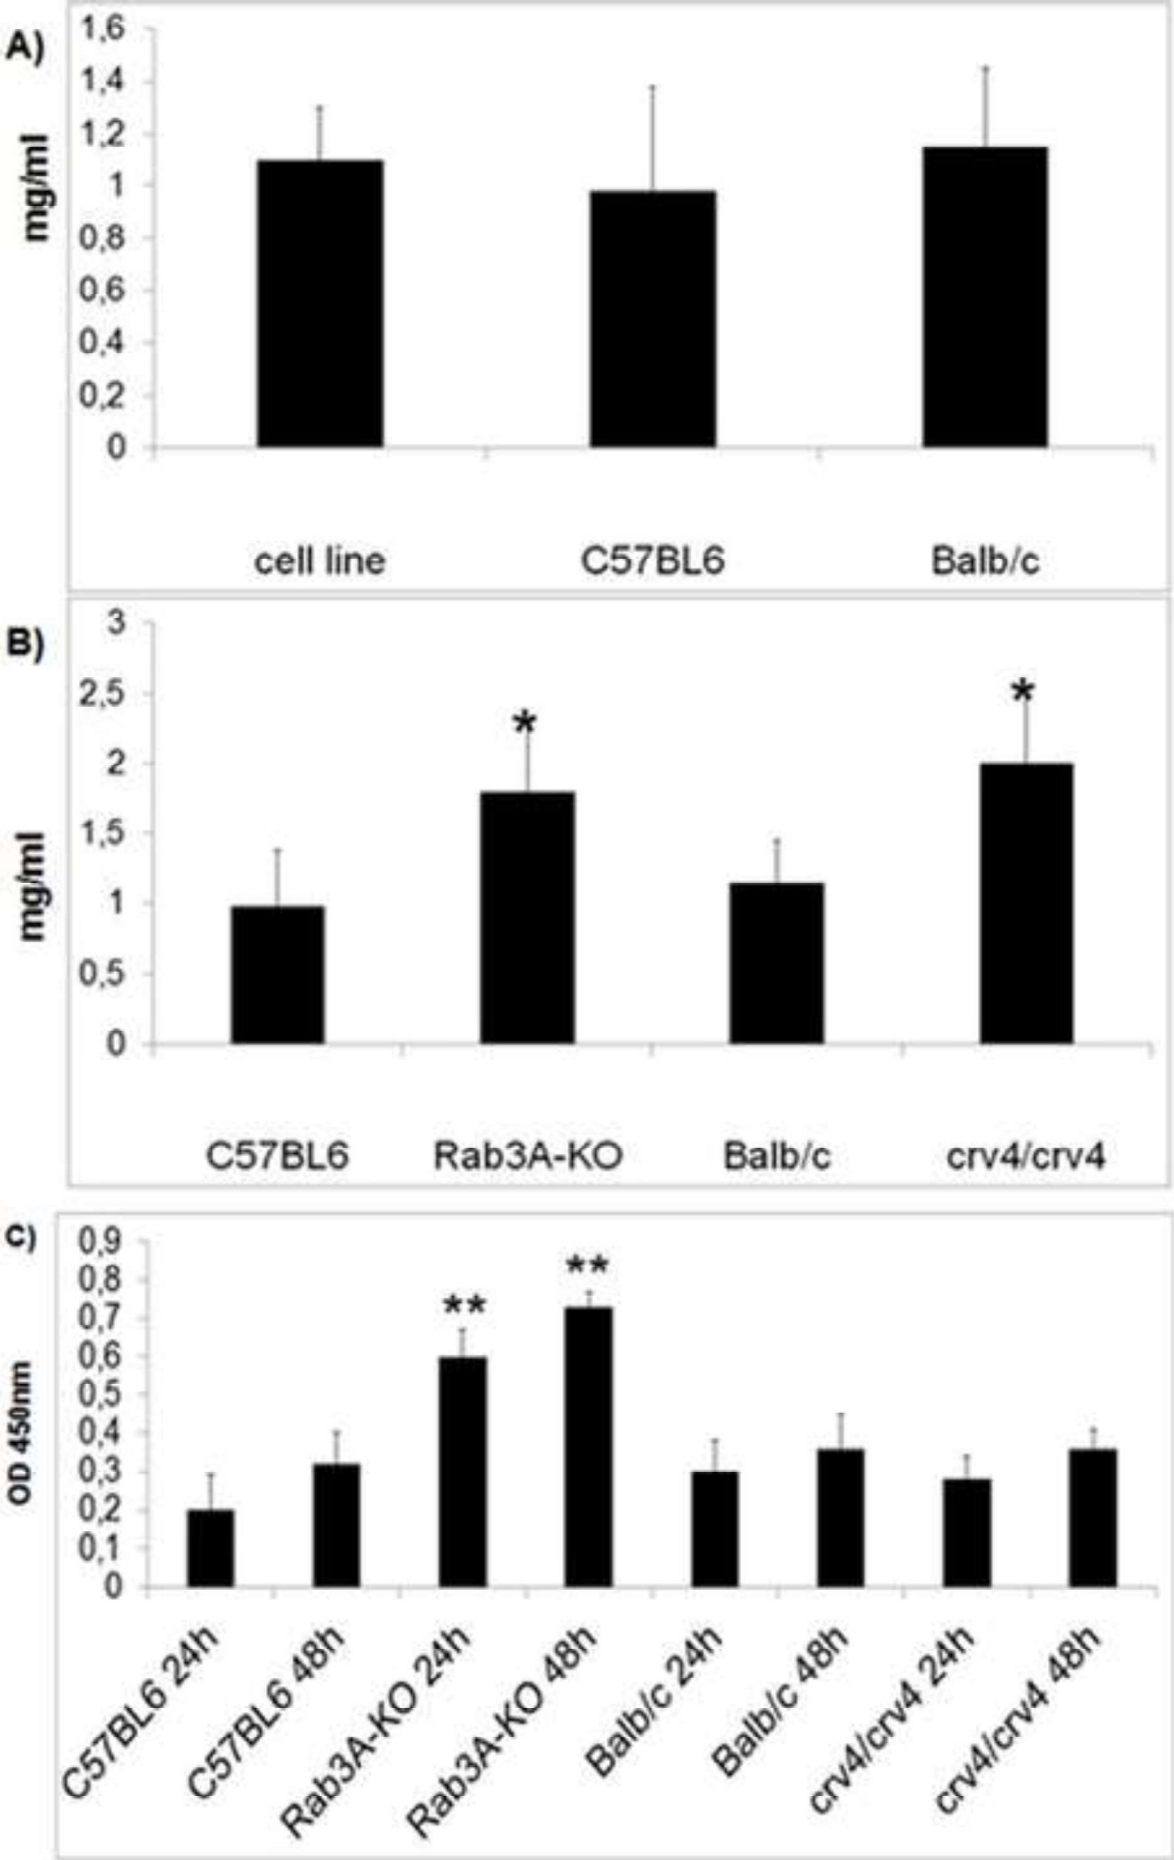 A)
mg/ml
1,6
1,4
1,2
1
0,8
0,6
0,4
0,2
0
cell line C57BL6 Balb/c
B)
mg/ml
3
2,5
2
1,5
1
0,5
0
* *
C57BL6 Rab3A-KO Balb/c crv4/crv4
C)
OD 450nm
0,9
0,8
0,7
0,6
0,5
0,4
0,3
0,2
0,1
0
** **
C57BL6 24h
C57BL6 48h
Rab3A-KO 24h
Rab3A-KO 48h
Balb/c 24h
Balb/c 48h
crv4/crv4 24h
crv4/crv4 48h